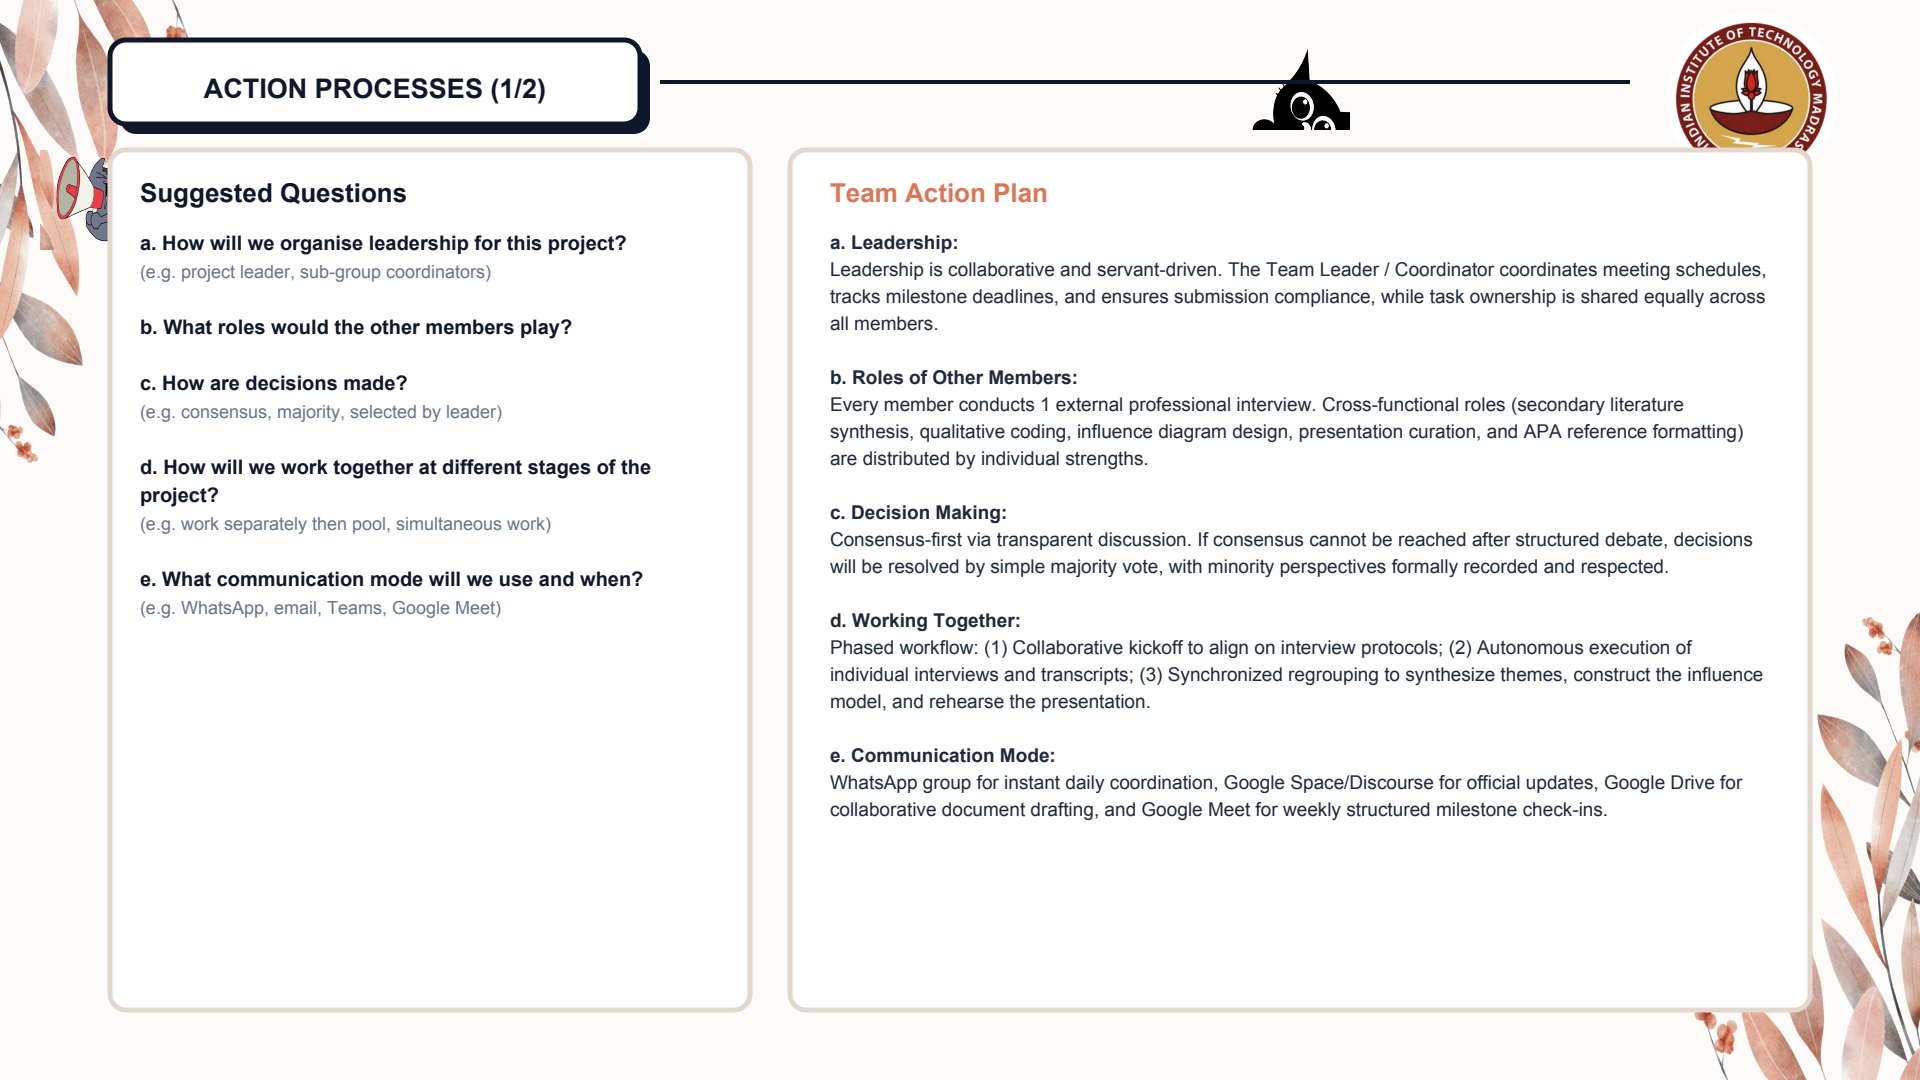 ACTION PROCESSES (1/2)
INDIAN INSTITUTE OF TECHNOLOGY MADRAS
Suggested Questions
a. How will we organise leadership for this project?
(e.g. project leader, sub-group coordinators)
b. What roles would the other members play?
c. How are decisions made?
(e.g. consensus, majority, selected by leader)
d. How will we work together at different stages of the
project?
(e.g. work separately then pool, simultaneous work)
e. What communication mode will we use and when?
(e.g. WhatsApp, email, Teams, Google Meet)
Team Action Plan
a. Leadership:
Leadership is collaborative and servant-driven. The Team Leader / Coordinator coordinates meeting schedules,
tracks milestone deadlines, and ensures submission compliance, while task ownership is shared equally across
all members.
b. Roles of Other Members:
Every member conducts 1 external professional interview. Cross-functional roles (secondary literature
synthesis, qualitative coding, influence diagram design, presentation curation, and APA reference formatting)
are distributed by individual strengths.
c. Decision Making:
Consensus-first via transparent discussion. If consensus cannot be reached after structured debate, decisions
will be resolved by simple majority vote, with minority perspectives formally recorded and respected.
d. Working Together:
Phased workflow: (1) Collaborative kickoff to align on interview protocols; (2) Autonomous execution of
individual interviews and transcripts; (3) Synchronized regrouping to synthesize themes, construct the influence
model, and rehearse the presentation.
e. Communication Mode:
WhatsApp group for instant daily coordination, Google Space/Discourse for official updates, Google Drive for
collaborative document drafting, and Google Meet for weekly structured milestone check-ins.